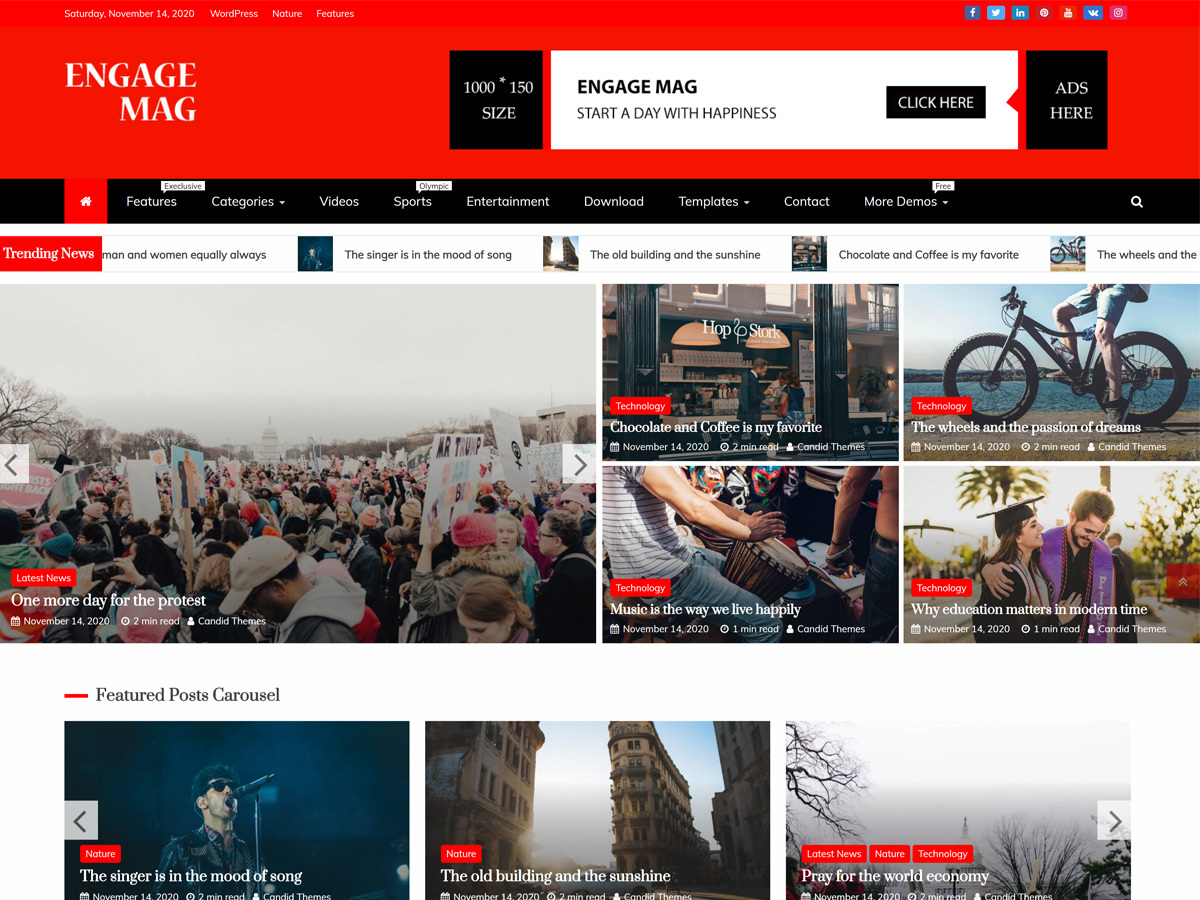 Saturday, November 14, 2020 WordPress Nature Features
ENGAGE
MAG
1000 * 150
SIZE
ENGAGE MAG
START A DAY WITH HAPPINESS
CLICK HERE
ADS
HERE
Execlusive
Olympic
Free
Features Categories Videos Sports Entertainment Download Templates Contact More Demos
Trending News man and women equally always The singer is in the mood of song The old building and the sunshine Chocolate and Coffee is my favorite The wheels and the
Latest News
One more day for the protest
November 14, 2020 2 min read Candid Themes
Hop & Stork
Technology
Chocolate and Coffee is my favorite
November 14, 2020 2 min read Candid Themes
Technology
The wheels and the passion of dreams
November 14, 2020 2 min read Candid Themes
Technology
Music is the way we live happily
November 14, 2020 1 min read Candid Themes
Technology
Why education matters in modern time
November 14, 2020 1 min read Candid Themes
Featured Posts Carousel
Nature
The singer is in the mood of song
November 14, 2020 2 min read Candid Themes
Nature
The old building and the sunshine
November 14, 2020 2 min read Candid Themes
Latest News Nature Technology
Pray for the world economy
November 14, 2020 2 min read Candid Themes